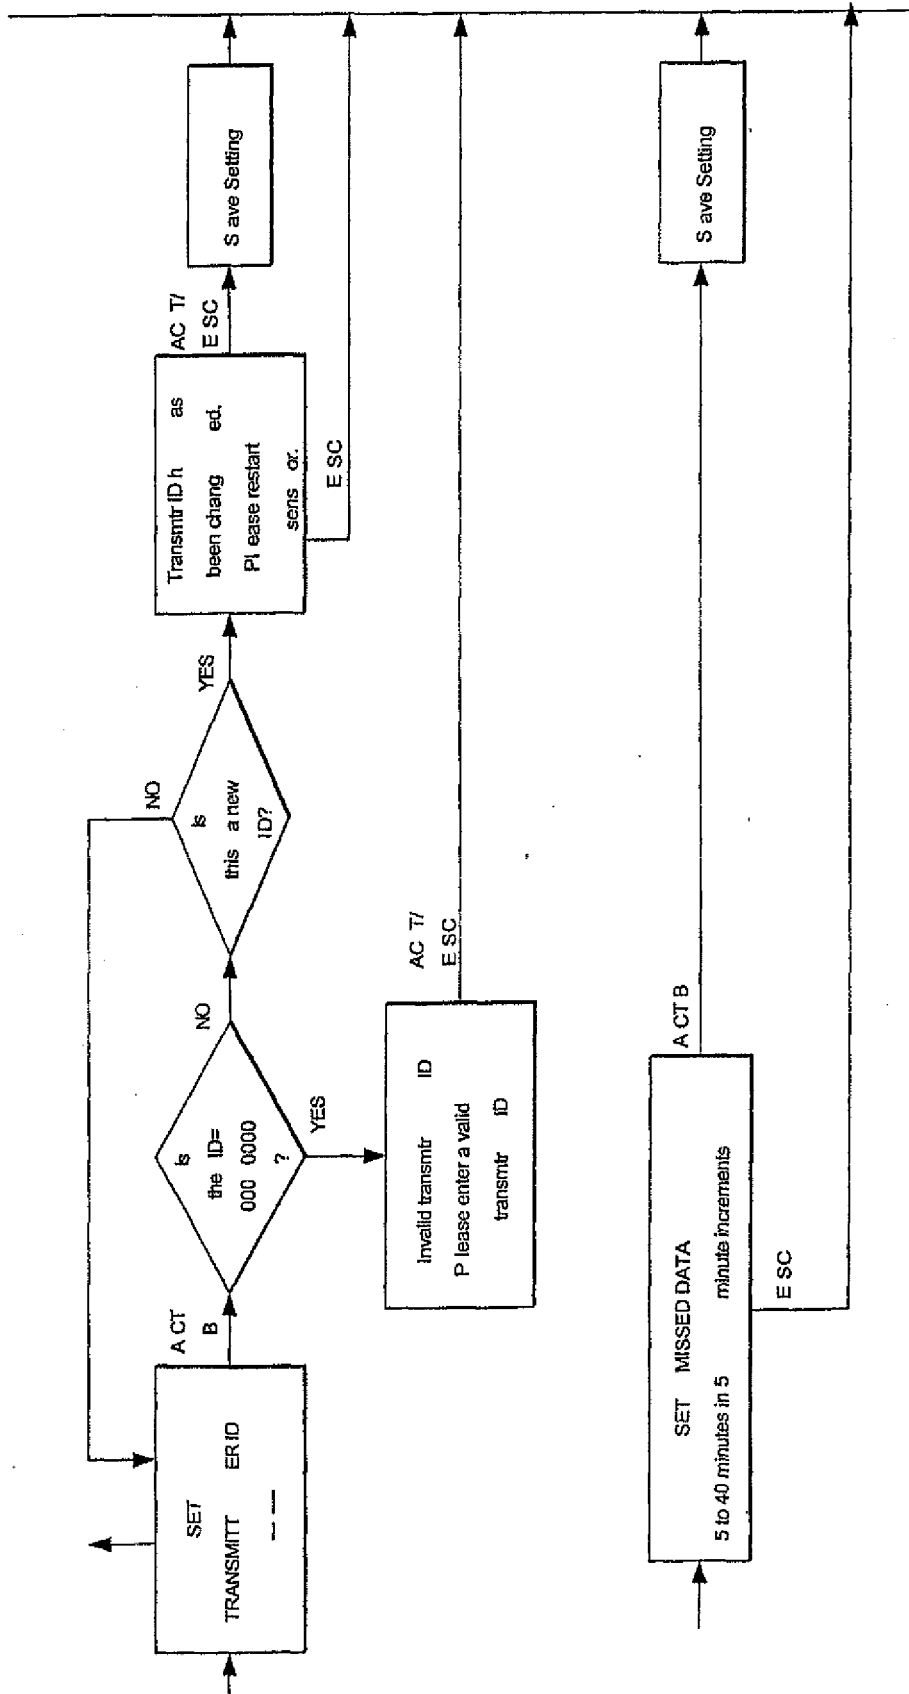 SET
TRANSMITT ER ID
__ __
A CT
B
Is
the ID=
000 0000
?
NO
YES
Is
this a new
ID?
NO
YES
Transmtr ID h as
been chang ed.
Pl ease restart
sens or.
AC T/
E SC
E SC
S ave Setting
Invalid transmtr ID
P lease enter a valid
transmtr ID
AC T/
E SC
SET MISSED DATA
5 to 40 minutes in 5 minute increments
A CT B
E SC
S ave Setting